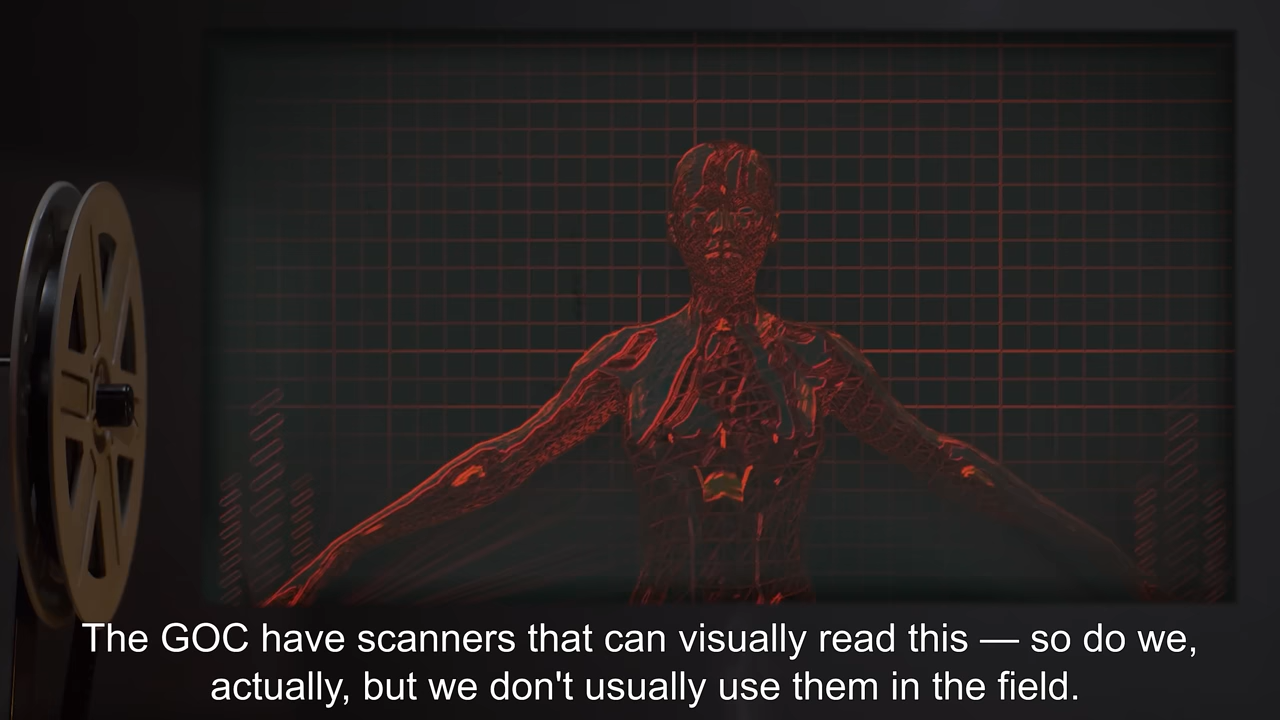 The GOC have scanners that can visually read this — so do we,
actually, but we don't usually use them in the field.